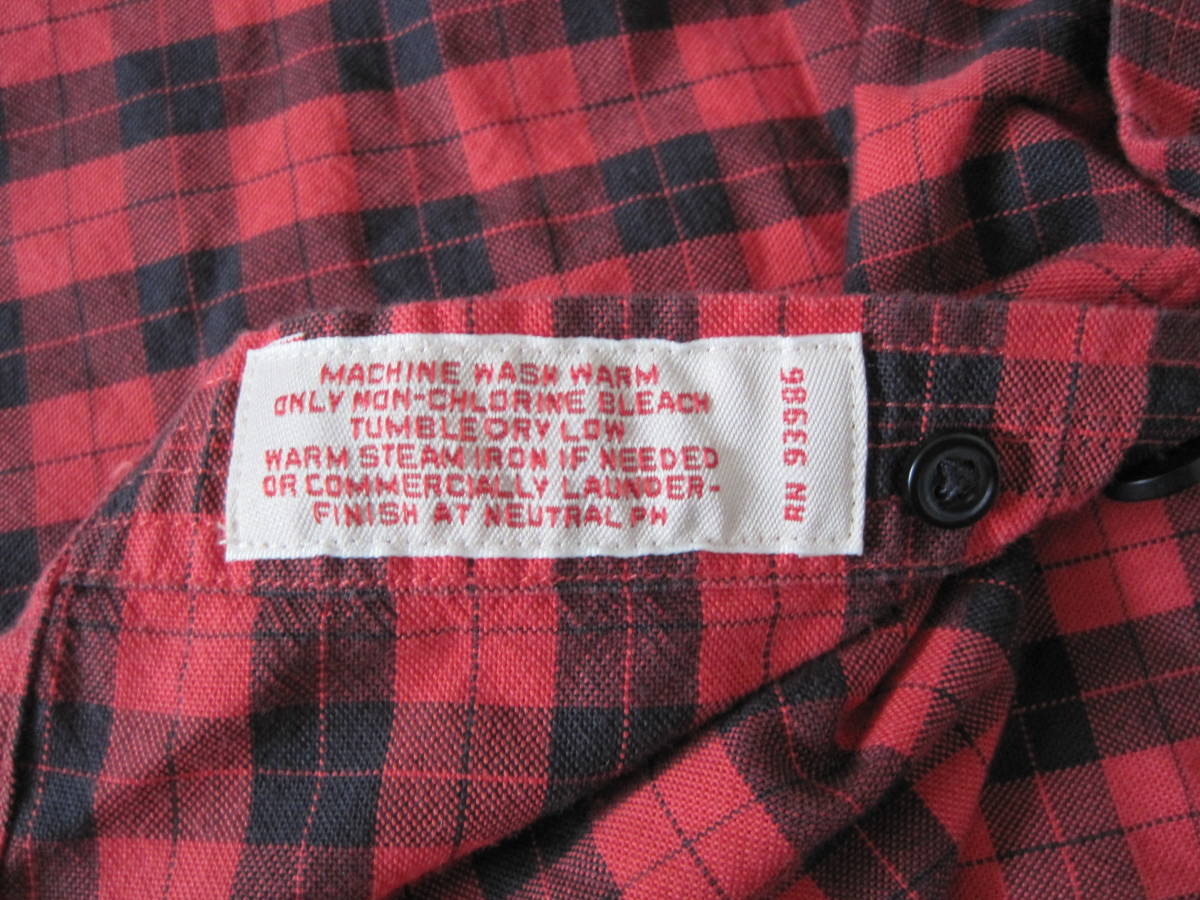 MACHINE WASH WARM
ONLY NON-CHLORINE BLEACH
TUMBLE DRY LOW
WARM STEAM IRON IF NEEDED
OR COMMERCIALLY LAUNDER-
FINISH AT NEUTRAL PH
RN 93986